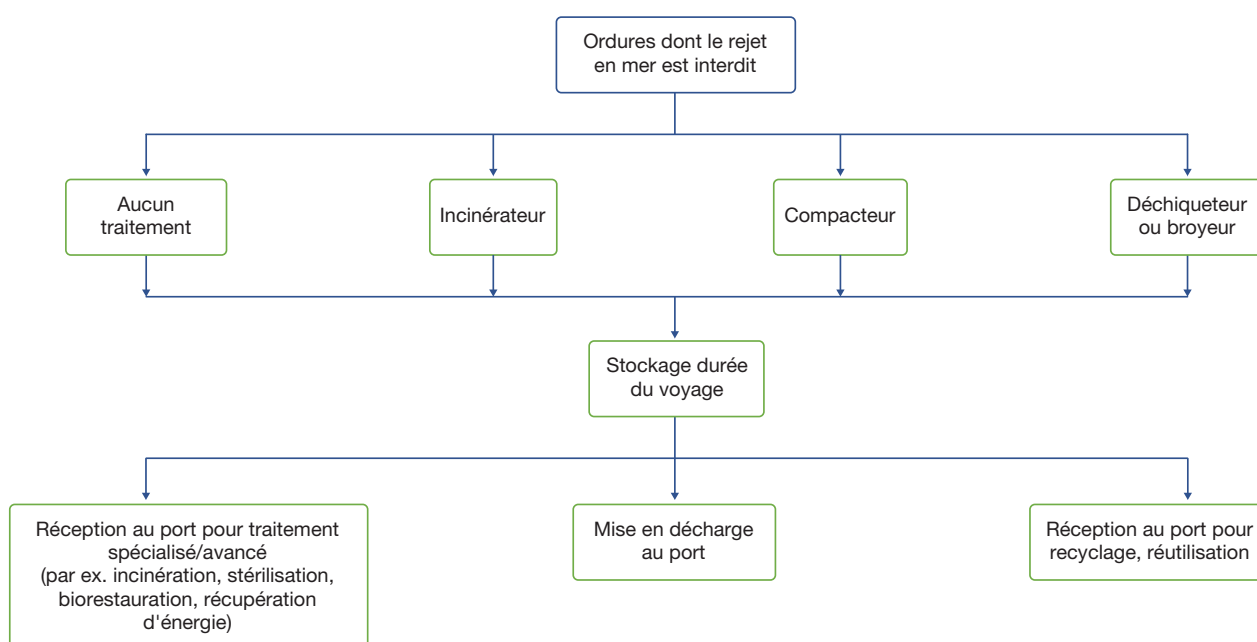 Ordures dont le rejet
en mer est interdit
Aucun
traitement
Incinérateur
Compacteur
Déchiqueteur
ou broyeur
Stockage durée
du voyage
Réception au port pour traitement
spécialisé/avancé
(par ex. incinération, stérilisation,
biorestauration, récupération
d'énergie)
Mise en décharge
au port
Réception au port pour
recyclage, réutilisation